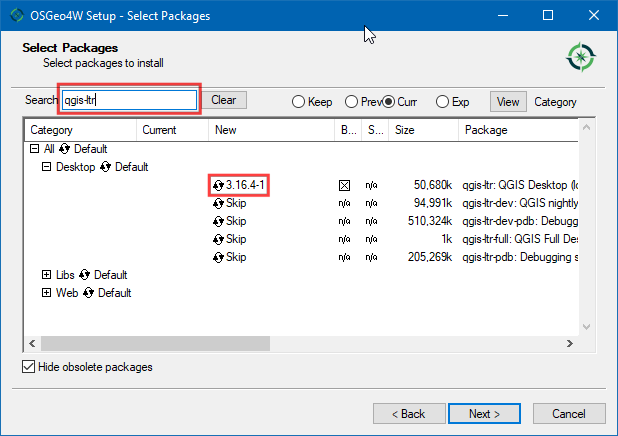 OSGeo4W Setup - Select Packages
Select Packages
Select packages to install
Search qgis-ltr Clear Keep Prev Curr Exp View Category
Category Current New B... S... Size Package
All Default
Desktop Default
3.16.4-1 n/a 50,680k qgis-ltr: QGIS Desktop (lo
Skip n/a n/a 94,991k qgis-ltr-dev: QGIS nightly
Skip n/a n/a 510,324k qgis-ltr-dev-pdb: Debugg
Skip n/a n/a 1k qgis-ltr-full: QGIS Full Des
Skip n/a n/a 205,269k qgis-ltr-pdb: Debugging s
Libs Default
Web Default
Hide obsolete packages
< Back Next > Cancel